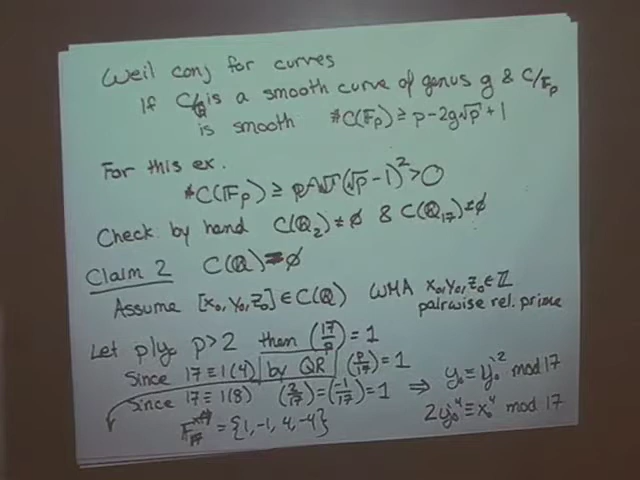 Weil conj for curves
If C/Q is a smooth curve of genus g & C/Fp
is smooth #C(Fp) ≥ p - 2g√p + 1
For this ex.
#C(Fp) ≥ (√p - 1)² > 0
Check by hand C(Q₂) ≠ ∅ & C(Q₁₇) ≠ ∅
Claim 2 C(Q) = ∅
Assume [x₀, y₀, z₀] ∈ C(Q) WMA x₀, y₀, z₀ ∈ Z
pairwise rel. prime
Let p|y₀ p > 2 then (17/p) = 1
Since 17 ≡ 1(4) by QR (p/17) = 1
Since 17 ≡ 1(8) (2/17) = (-1/17) = 1 ⇒ y₀ ≡ y₀'² mod 17
= {1, -1, 4, -4} 2y₀'⁴ ≡ x₀⁴ mod 17